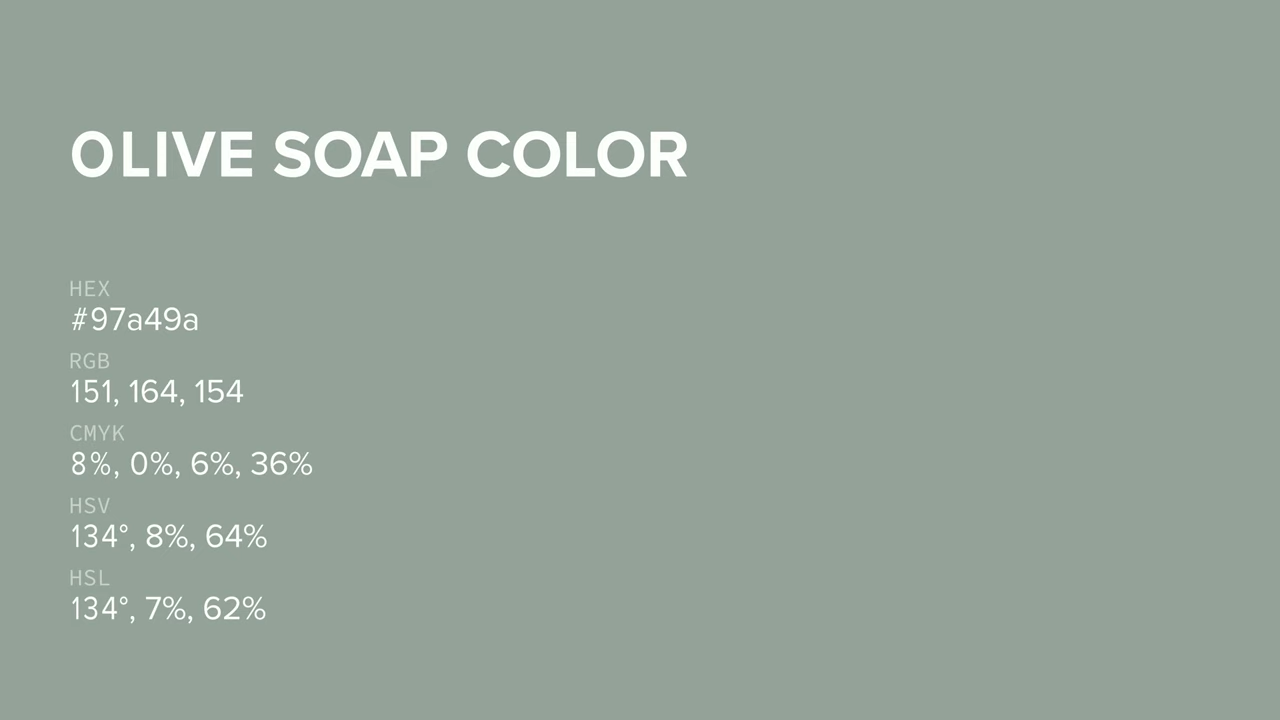 OLIVE SOAP COLOR
HEX
#97a49a
RGB
151, 164, 154
CMYK
8%, 0%, 6%, 36%
HSV
134°, 8%, 64%
HSL
134°, 7%, 62%